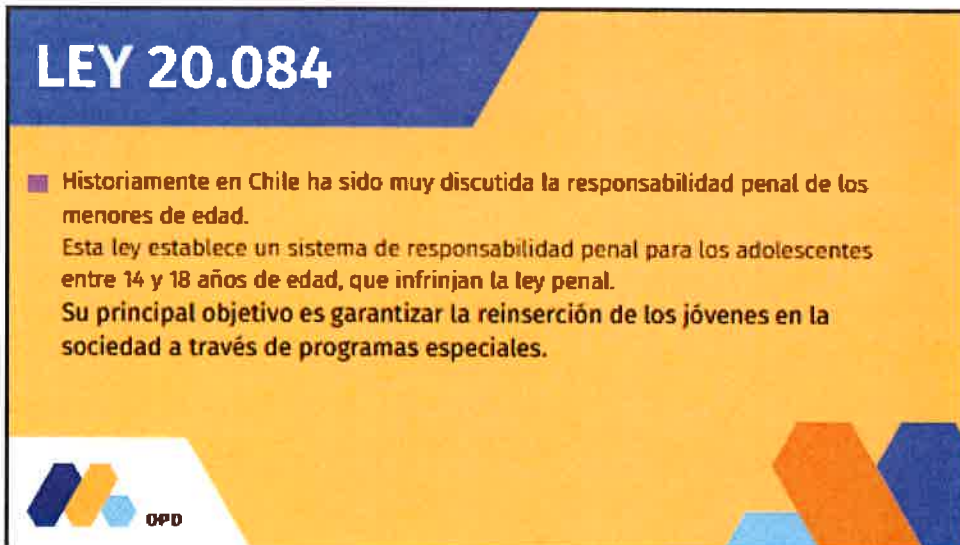 LEY 20.084
Historiamente en Chile ha sido muy discutida la responsabilidad penal de los
menores de edad.
Esta ley establece un sistema de responsabilidad penal para los adolescentes
entre 14 y 18 años de edad, que infrinjan la ley penal.
Su principal objetivo es garantizar la reinserción de los jóvenes en la
sociedad a través de programas especiales.
OPD